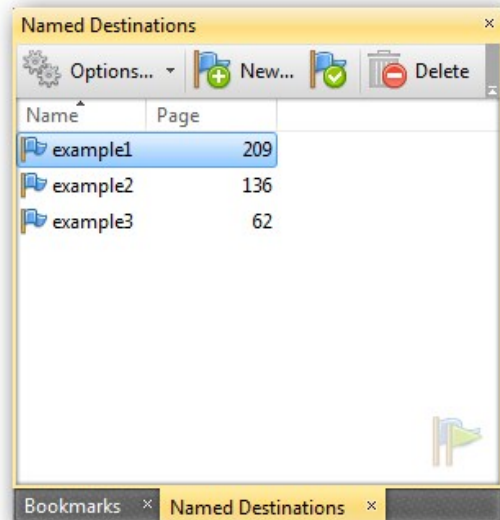 Named Destinations
Options... New... Delete
Name Page
example1 209
example2 136
example3 62
Bookmarks Named Destinations